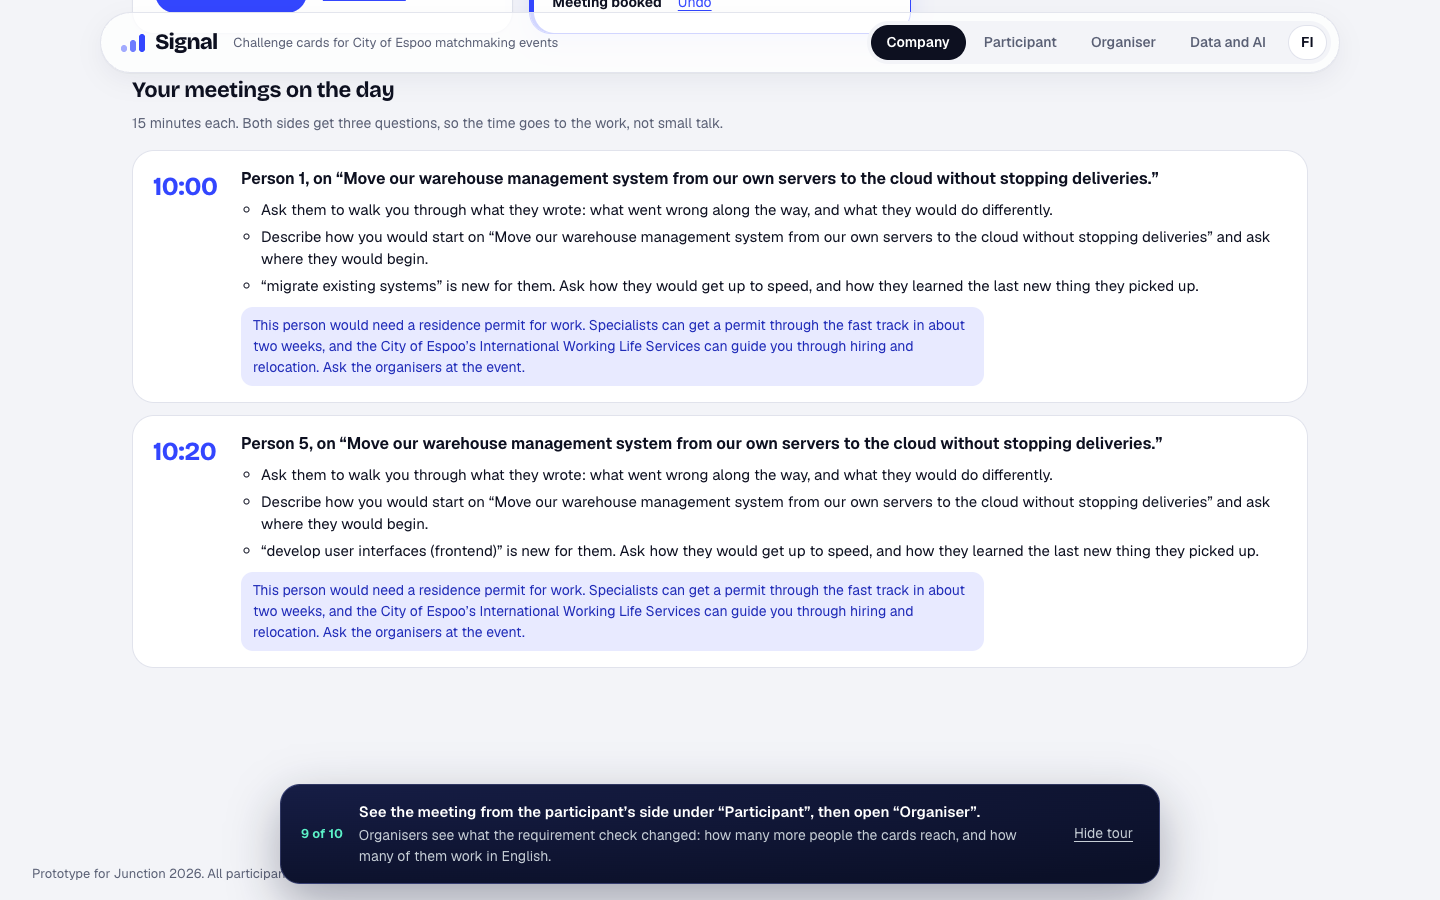 Meeting booked Undo
Signal Challenge cards for City of Espoo matchmaking events Company Participant Organiser Data and AI FI
Your meetings on the day
15 minutes each. Both sides get three questions, so the time goes to the work, not small talk.
10:00
Person 1, on “Move our warehouse management system from our own servers to the cloud without stopping deliveries.”
Ask them to walk you through what they wrote: what went wrong along the way, and what they would do differently.
Describe how you would start on “Move our warehouse management system from our own servers to the cloud without stopping deliveries” and ask
where they would begin.
“migrate existing systems” is new for them. Ask how they would get up to speed, and how they learned the last new thing they picked up.
This person would need a residence permit for work. Specialists can get a permit through the fast track in about
two weeks, and the City of Espoo’s International Working Life Services can guide you through hiring and
relocation. Ask the organisers at the event.
10:20
Person 5, on “Move our warehouse management system from our own servers to the cloud without stopping deliveries.”
Ask them to walk you through what they wrote: what went wrong along the way, and what they would do differently.
Describe how you would start on “Move our warehouse management system from our own servers to the cloud without stopping deliveries” and ask
where they would begin.
“develop user interfaces (frontend)” is new for them. Ask how they would get up to speed, and how they learned the last new thing they picked up.
This person would need a residence permit for work. Specialists can get a permit through the fast track in about
two weeks, and the City of Espoo’s International Working Life Services can guide you through hiring and
relocation. Ask the organisers at the event.
9 of 10
See the meeting from the participant’s side under “Participant”, then open “Organiser”.
Organisers see what the requirement check changed: how many more people the cards reach, and how
many of them work in English.
Hide tour
Prototype for Junction 2026. All